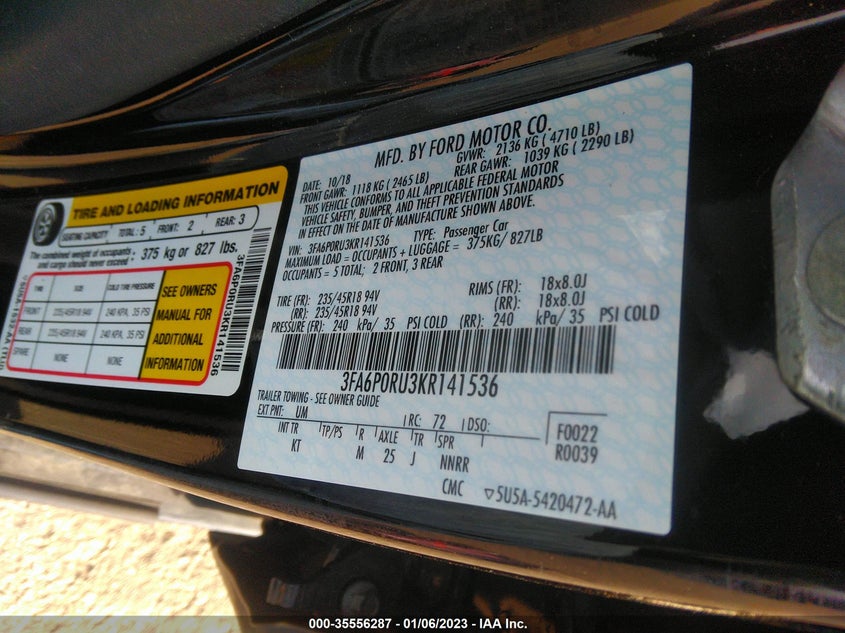 TIRE AND LOADING INFORMATION
SEATING CAPACITY TOTAL: 5 FRONT: 2 REAR: 3
The combined weight of occupants and cargo should never exceed: 375 kg or 827 lbs.
TIRE SIZE COLD TIRE PRESSURE
FRONT 235/45R18 94V 240 KPA, 35 PSI
REAR 235/45R18 94V 240 KPA, 35 PSI
SPARE NONE NONE
SEE OWNERS
MANUAL FOR
ADDITIONAL
INFORMATION
3FA6P0RU3KR141536
MFD. BY FORD MOTOR CO.
DATE: 10/18 GVWR: 2136 KG ( 4710 LB)
FRONT GAWR: 1118 KG ( 2465 LB) REAR GAWR: 1039 KG ( 2290 LB)
THIS VEHICLE CONFORMS TO ALL APPLICABLE FEDERAL MOTOR
VEHICLE SAFETY, BUMPER, AND THEFT PREVENTION STANDARDS
IN EFFECT ON THE DATE OF MANUFACTURE SHOWN ABOVE.
VIN: 3FA6P0RU3KR141536 TYPE: Passenger Car
MAXIMUM LOAD = OCCUPANTS + LUGGAGE = 375KG/ 827LB
OCCUPANTS = 5 TOTAL; 2 FRONT, 3 REAR
TIRE (FR): 235/45R18 94V RIMS (FR): 18x8.0J
(RR): 235/45R18 94V (RR): 18x8.0J
PRESSURE (FR): 240 kPa/ 35 PSI COLD (RR): 240 kPa/ 35 PSI COLD
3FA6P0RU3KR141536
TRAILER TOWING - SEE OWNER GUIDE
EXT PNT: UM RC: 72 DSO: F0022
INT TR TP/PS R AXLE TR SPR R0039
KT M 25 J NNRR
CMC ▽5U5A-5420472-AA
000-35556287 - 01/06/2023 - IAA Inc.